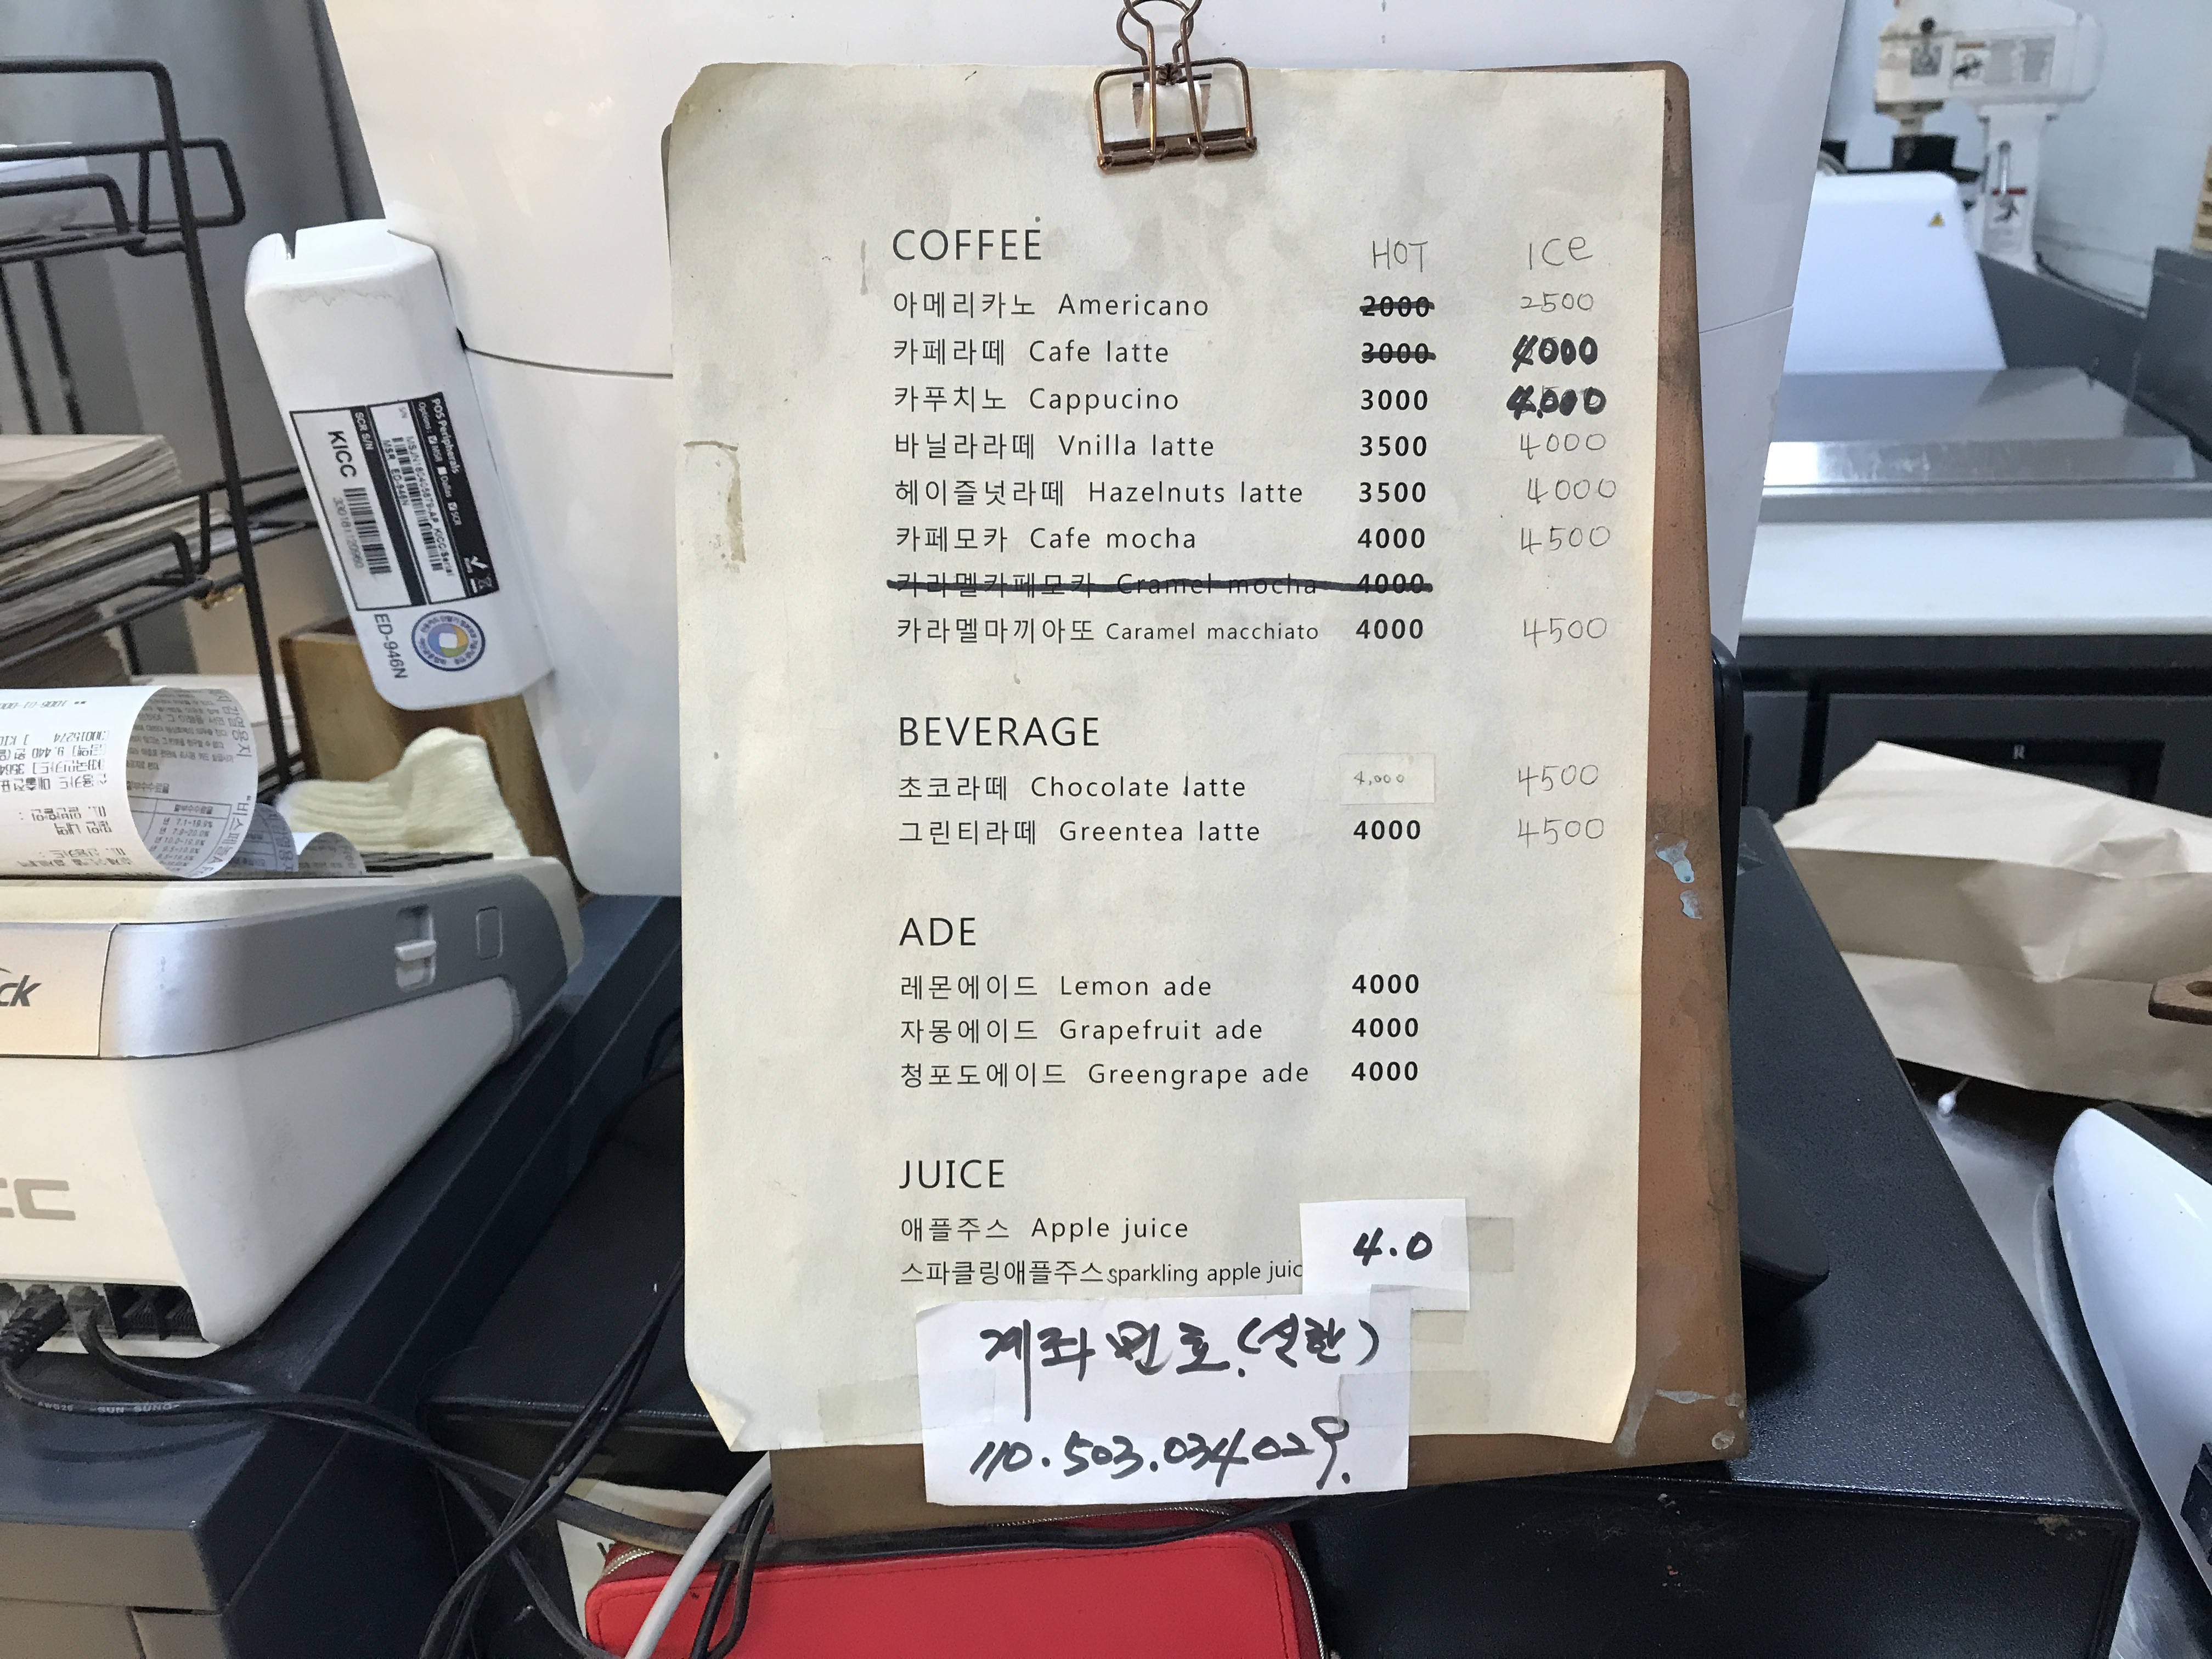 COFFEE HOT ICE
아메리카노 Americano 2000 2500
카페라떼 Cafe latte 3000 4000
카푸치노 Cappucino 3000 4.000
바닐라라떼 Vnilla latte 3500 4000
헤이즐넛라떼 Hazelnuts latte 3500 4000
카페모카 Cafe mocha 4000 4500
카라멜카페모카 Cramel mocha 4000
카라멜마끼아또 Caramel macchiato 4000 4500
BEVERAGE
초코라떼 Chocolate latte 4,000 4500
그린티라떼 Greentea latte 4000 4500
ADE
레몬에이드 Lemon ade 4000
자몽에이드 Grapefruit ade 4000
청포도에이드 Greengrape ade 4000
JUICE
애플주스 Apple juice
4.0
스파클링애플주스 sparkling apple juic
계좌번호.(신한)
110.503.034029.
POS Peripherals
KICC
ED-946N